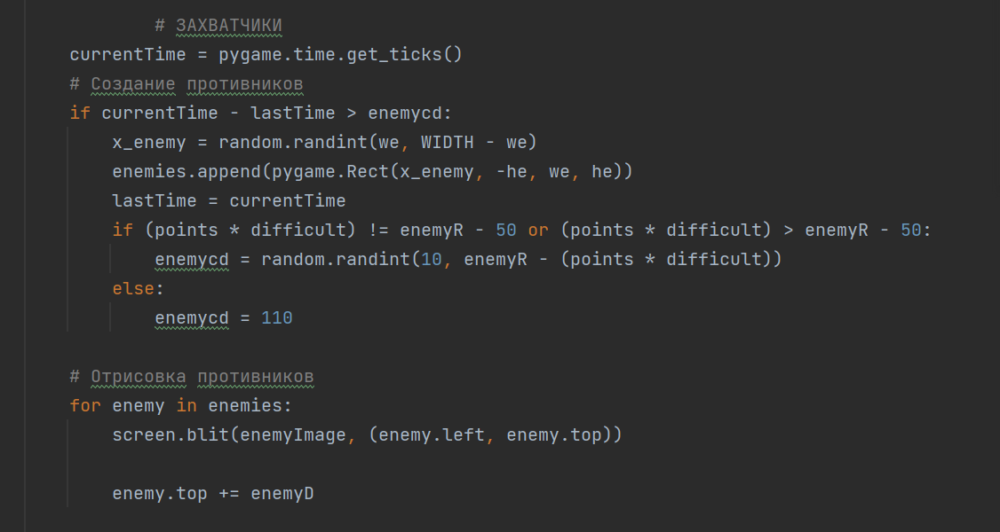 # ЗАХВАТЧИКИ
currentTime = pygame.time.get_ticks()
# Создание противников
if currentTime - lastTime > enemycd:
x_enemy = random.randint(we, WIDTH - we)
enemies.append(pygame.Rect(x_enemy, -he, we, he))
lastTime = currentTime
if (points * difficult) != enemyR - 50 or (points * difficult) > enemyR - 50:
enemycd = random.randint(10, enemyR - (points * difficult))
else:
enemycd = 110
# Отрисовка противников
for enemy in enemies:
screen.blit(enemyImage, (enemy.left, enemy.top))
enemy.top += enemyD